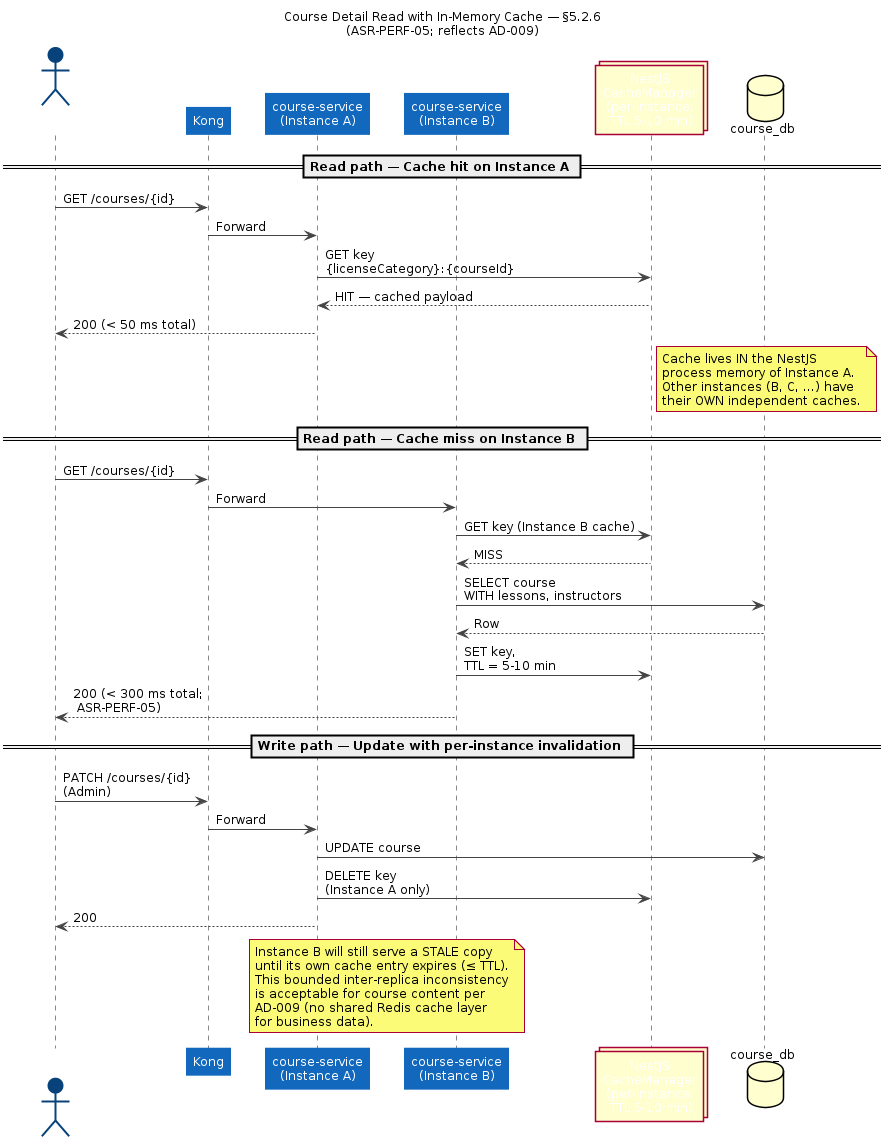 Course Detail Read with In-Memory Cache — §5.2.6
(ASR-PERF-05; reflects AD-009)
Kong
course-service
(Instance A)
course-service
(Instance B)
course_db
Read path — Cache hit on Instance A
GET /courses/{id}
Forward
GET key
{licenseCategory}:{courseId}
HIT — cached payload
200 (< 50 ms total)
Cache lives IN the NestJS
process memory of Instance A.
Other instances (B, C, ...) have
their OWN independent caches.
Read path — Cache miss on Instance B
GET /courses/{id}
Forward
GET key (Instance B cache)
MISS
SELECT course
WITH lessons, instructors
Row
SET key,
TTL = 5-10 min
200 (< 300 ms total;
ASR-PERF-05)
Write path — Update with per-instance invalidation
PATCH /courses/{id}
(Admin)
Forward
UPDATE course
DELETE key
(Instance A only)
200
Instance B will still serve a STALE copy
until its own cache entry expires (≤ TTL).
This bounded inter-replica inconsistency
is acceptable for course content per
AD-009 (no shared Redis cache layer
for business data).
Kong
course-service
(Instance A)
course-service
(Instance B)
course_db